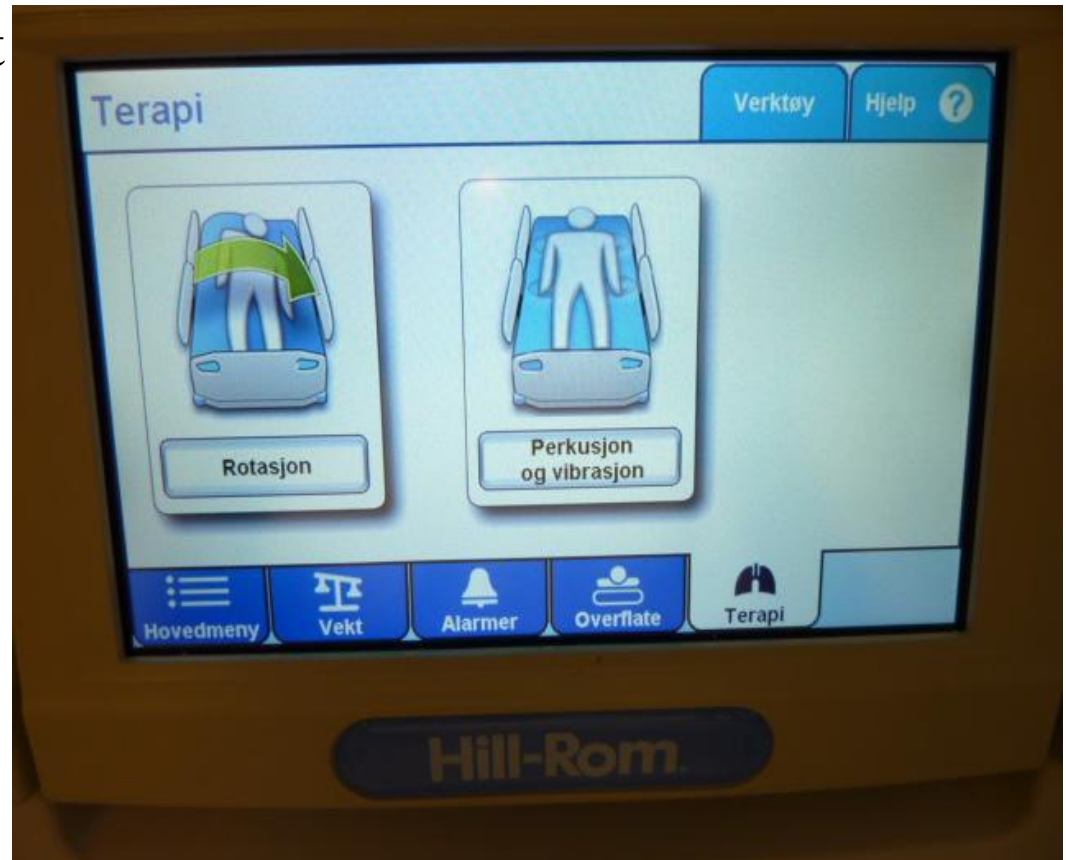 t
Terapi
Verktøy
Hjelp ?
Rotasjon
Perkusjon
og vibrasjon
Hovedmeny
Vekt
Alarmer
Overflate
Terapi
Hill-Rom